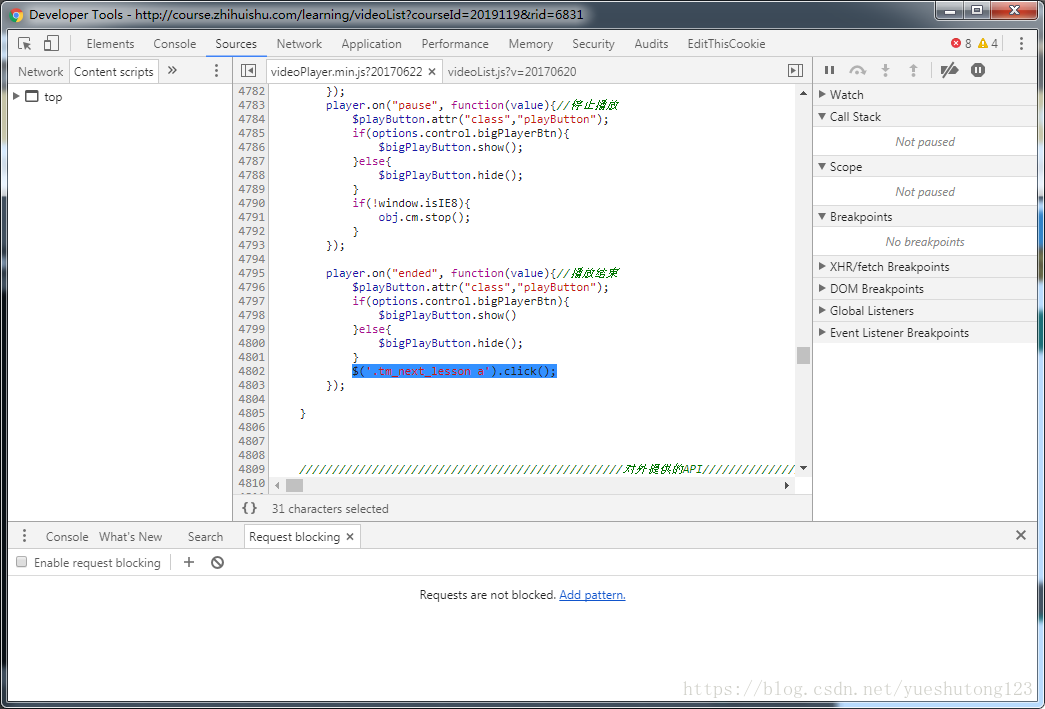 Developer Tools - http://course.zhihuishu.com/learning/videoList?courseId=2019119&rid=6831
Elements Console Sources Network Application Performance Memory Security Audits EditThisCookie 8 4
Network Content scripts »
videoPlayer.min.js?20170622 × videoList.js?v=20170620
top
4782 });
4783 player.on("pause", function(value){//停止播放
4784 $playButton.attr("class","playButton");
4785 if(options.control.bigPlayerBtn){
4786 $bigPlayButton.show();
4787 }else{
4788 $bigPlayButton.hide();
4789 }
4790 if(!window.isIE8){
4791 obj.cm.stop();
4792 }
4793 });
4794
4795 player.on("ended", function(value){//播放结束
4796 $playButton.attr("class","playButton");
4797 if(options.control.bigPlayerBtn){
4798 $bigPlayButton.show()
4799 }else{
4800 $bigPlayButton.hide();
4801 }
4802 $('.tm_next_lesson a').click();
4803 });
4804
4805 }
4806
4807
4808
4809 /////////////////////////////////////////////////对外提供的API//////////////
4810
{} 31 characters selected
Watch
Call Stack
Not paused
Scope
Not paused
Breakpoints
No breakpoints
XHR/fetch Breakpoints
DOM Breakpoints
Global Listeners
Event Listener Breakpoints
Console What's New Search Request blocking ×
Enable request blocking
Requests are not blocked. Add pattern.
https://blog.csdn.net/yueshutong123